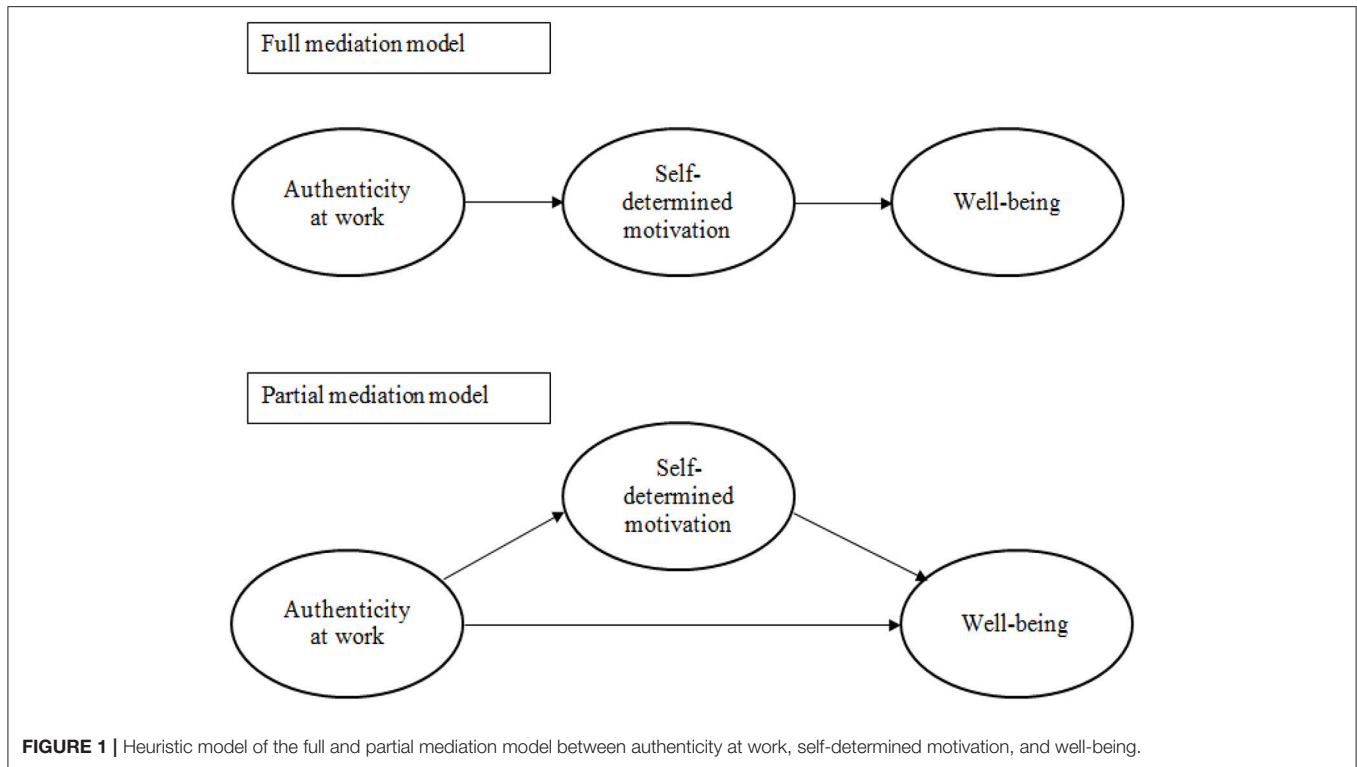 Full mediation model
Authenticity
at work
Self-
determined
motivation
Well-being
Partial mediation model
Self-
determined
motivation
Authenticity
at work
Well-being
FIGURE 1 | Heuristic model of the full and partial mediation model between authenticity at work, self-determined motivation, and well-being.